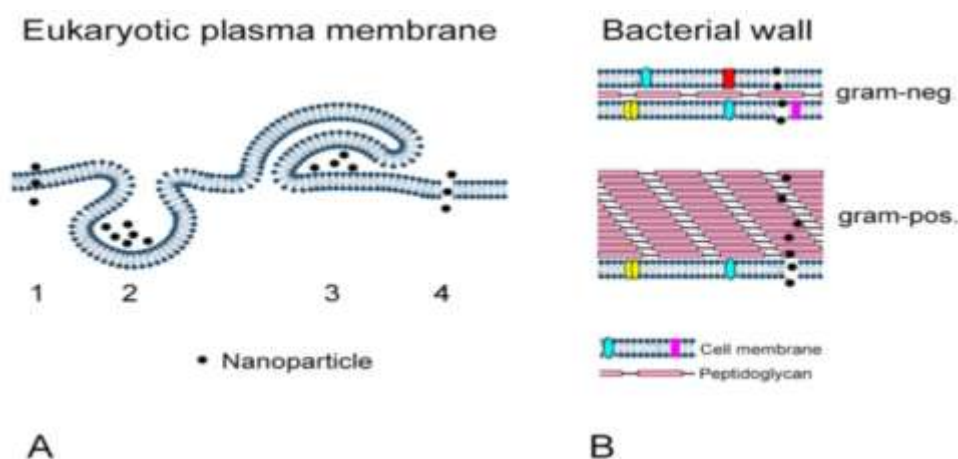 Eukaryotic plasma membrane
1 2 3 4
Nanoparticle
A
Bacterial wall
gram-neg
gram-pos.
Cell membrane
Peptidoglycan
B